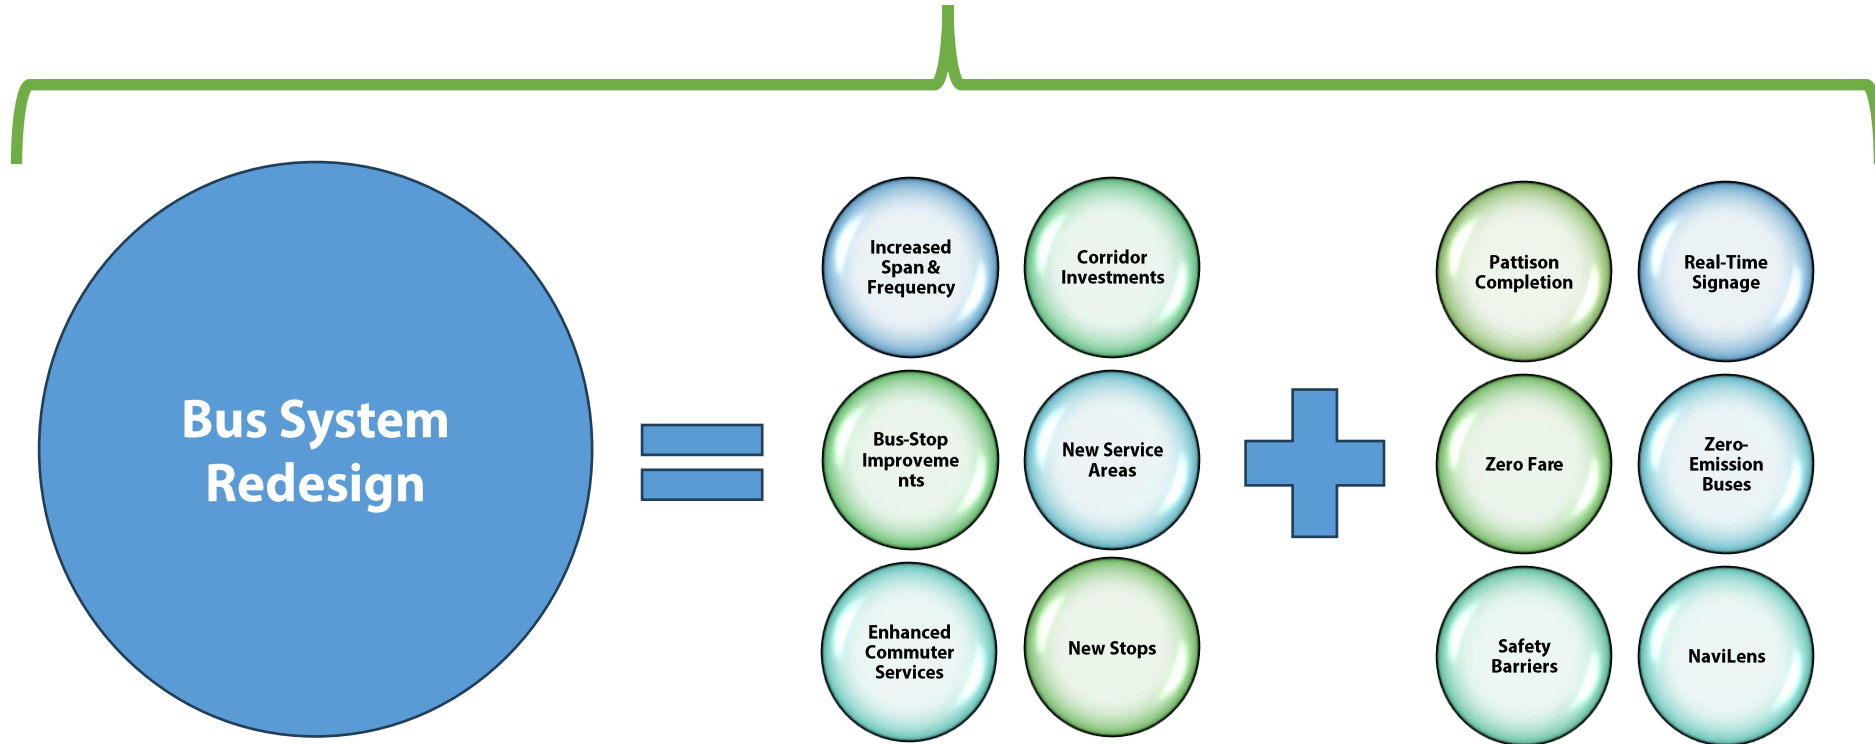 Bus System
Redesign
Increased
Span & 
Frequency
Corridor
Investments
Bus-Stop
Improveme
nts
New Service
Areas
Enhanced
Commuter
Services
New Stops
Pattison
Completion
Real-Time
Signage
Zero Fare
Zero-
Emission
Buses
Safety
Barriers
NaviLens